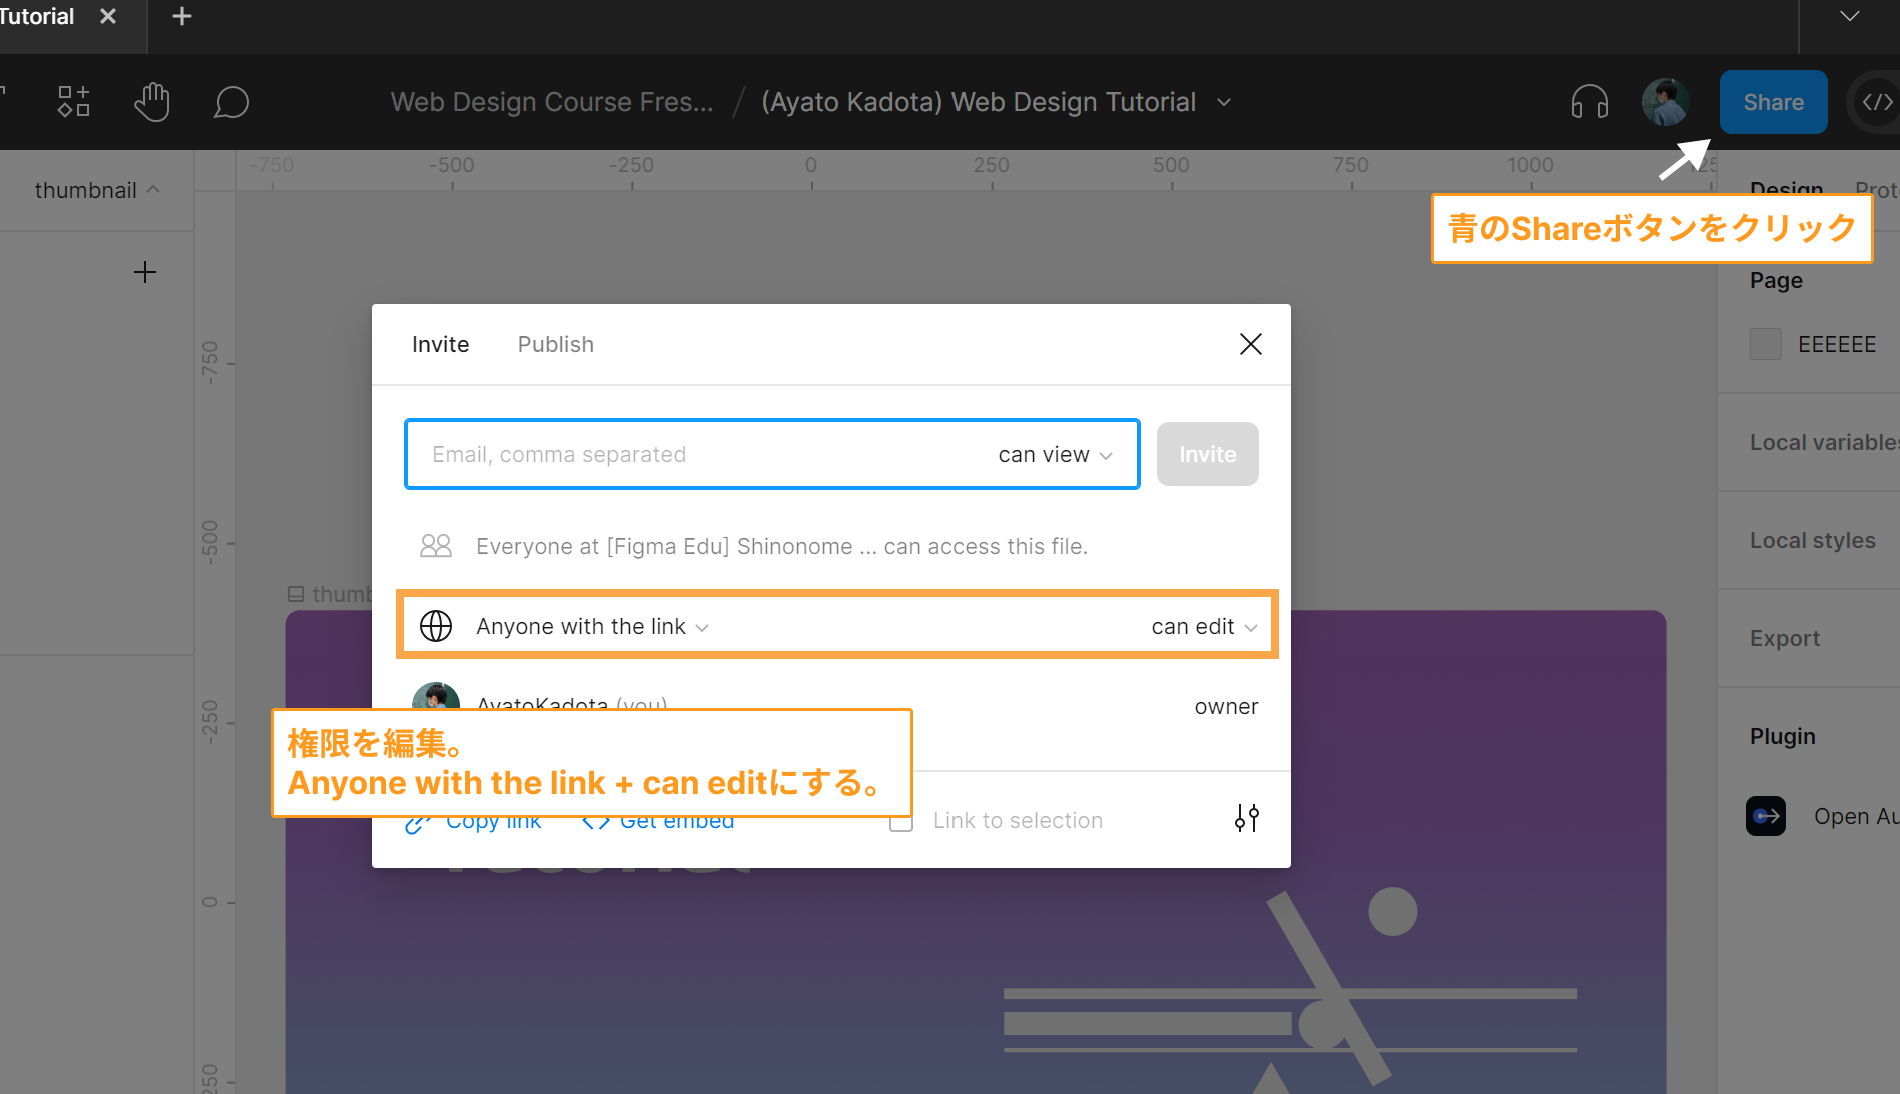 Tutorial
Web Design Course Fres... / (Ayato Kadota) Web Design Tutorial
Share
-750 -500 -250 0 250 500 750 1000
thumbnail
Design
青のShareボタンをクリック
Page
EEEEEE
Invite Publish
Email, comma separated can view Invite
Everyone at [Figma Edu] Shinonome ... can access this file.
Anyone with the link can edit
AyatoKadota (you) owner
権限を編集。
Anyone with the link + can editにする。
Copy link Get embed Link to selection
Local variables
Local styles
Export
Plugin
Open Au
-750
-500
-250
0
250
thumb
Tutorial